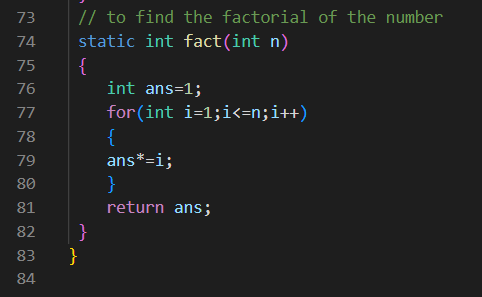 73 // to find the factorial of the number
74 static int fact(int n)
75 {
76 int ans=1;
77 for(int i=1;i<=n;i++)
78 {
79 ans*=i;
80 }
81 return ans;
82 }
83 }
84